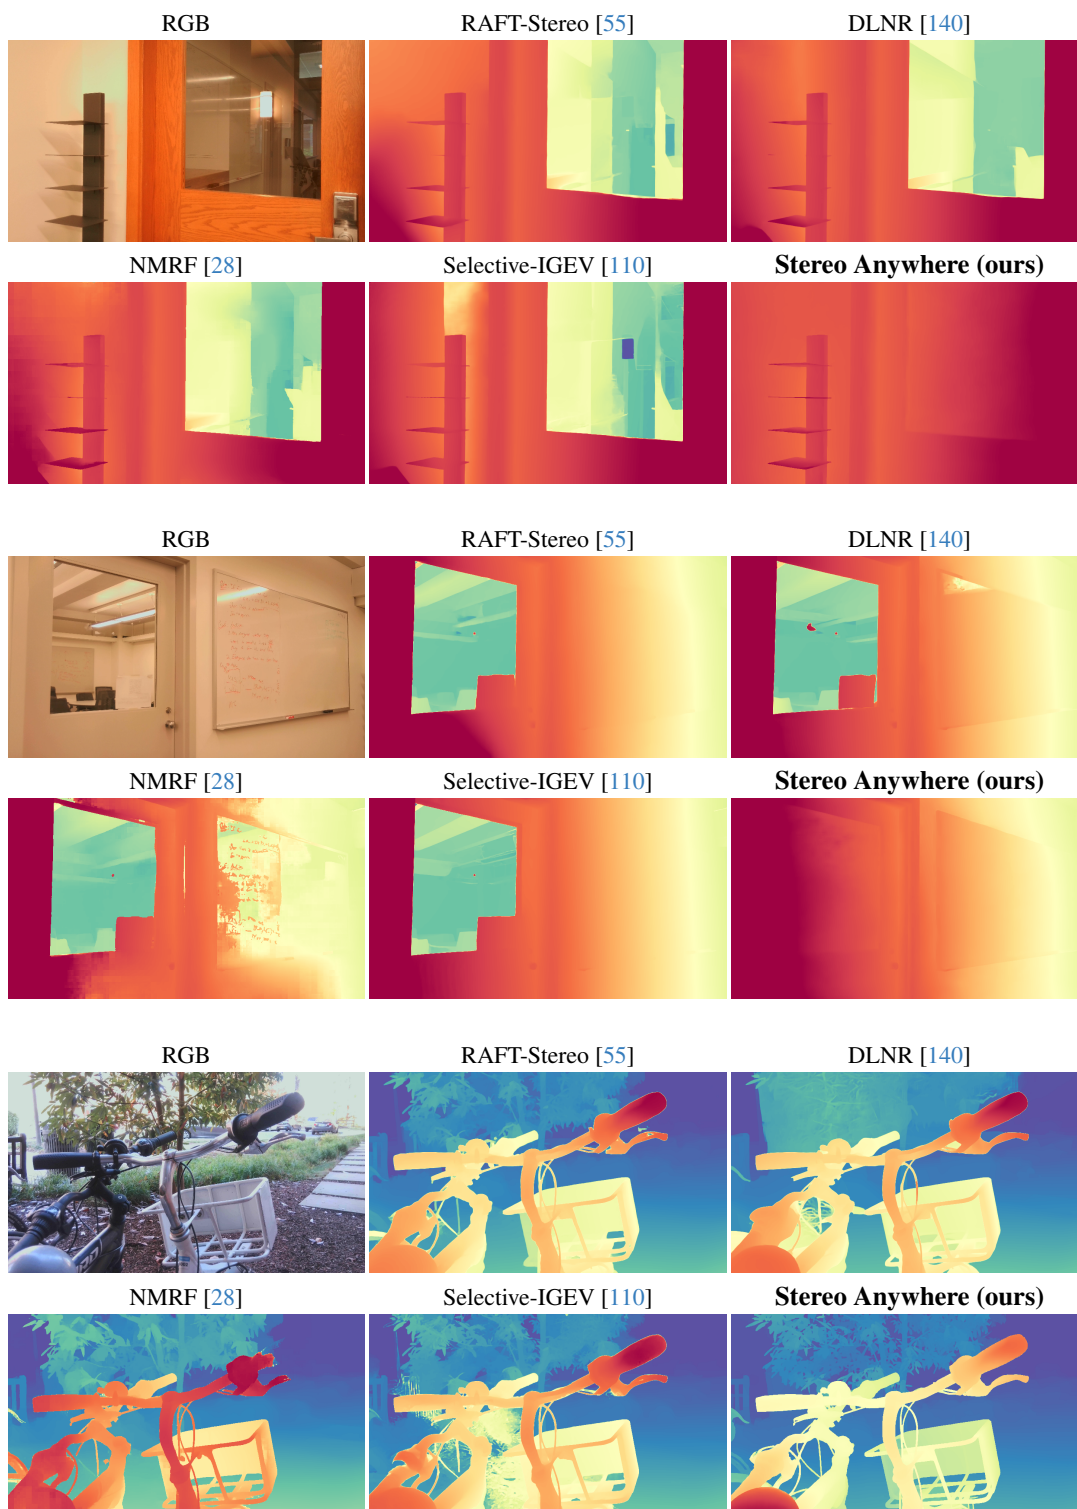 RGB RAFT-Stereo [55] DLNR [140]
NMRF [28] Selective-IGEV [110] Stereo Anywhere (ours)
RGB RAFT-Stereo [55] DLNR [140]
NMRF [28] Selective-IGEV [110] Stereo Anywhere (ours)
RGB RAFT-Stereo [55] DLNR [140]
NMRF [28] Selective-IGEV [110] Stereo Anywhere (ours)